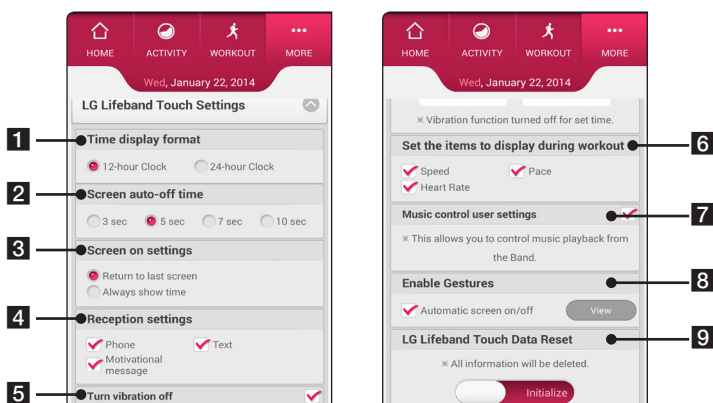 HOME ACTIVITY WORKOUT MORE
Wed, January 22, 2014
LG Lifeband Touch Settings
1 Time display format
12-hour Clock 24-hour Clock
2 Screen auto-off time
3 sec 5 sec 7 sec 10 sec
3 Screen on settings
Return to last screen
Always show time
4 Reception settings
Phone Text
Motivational
message
5 Turn vibration off
HOME ACTIVITY WORKOUT MORE
Wed, January 22, 2014
※ Vibration function turned off for set time.
Set the items to display during workout 6
Speed Pace
Heart Rate
Music control user settings 7
※ This allows you to control music playback from
the Band.
Enable Gestures 8
Automatic screen on/off View
LG Lifeband Touch Data Reset 9
※ All information will be deleted.
Initialize